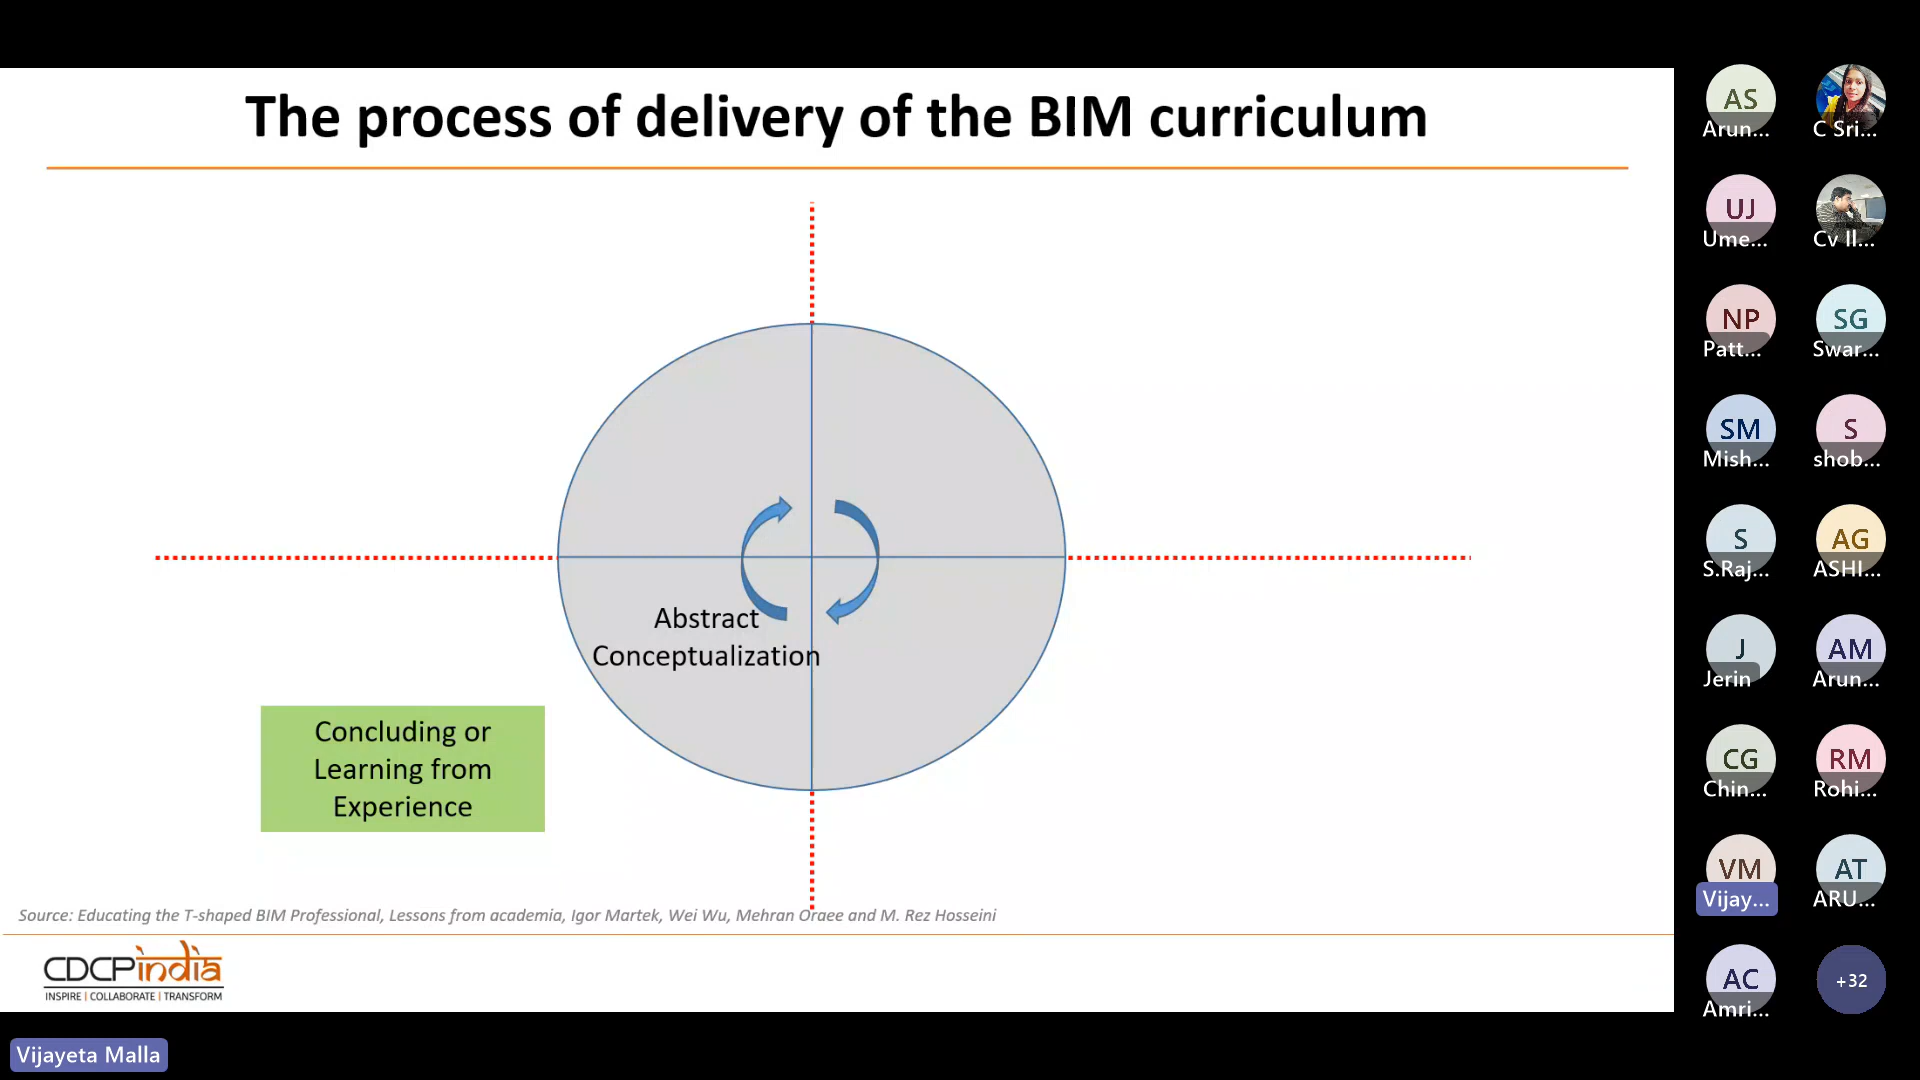 The process of delivery of the BIM curriculum
Abstract
Conceptualization
Concluding or
Learning from
Experience
Source: Educating the T-shaped BIM Professional, Lessons from academia, Igor Martek, Wei Wu, Mehran Oraee and M. Rez Hosseini
CDCPindia
INSPIRE | COLLABORATE | TRANSFORM
Vijayeta Malla
AS
Arun...
C Sri...
UJ
Ume...
Cv Il...
NP
Patt...
SG
Swar...
SM
Mish...
S
shob...
S
S.Raj...
AG
ASHI...
J
Jerin
AM
Arun...
CG
Chin...
RM
Rohi...
VM
Vijay...
AT
ARU...
AC
Amri...
+32